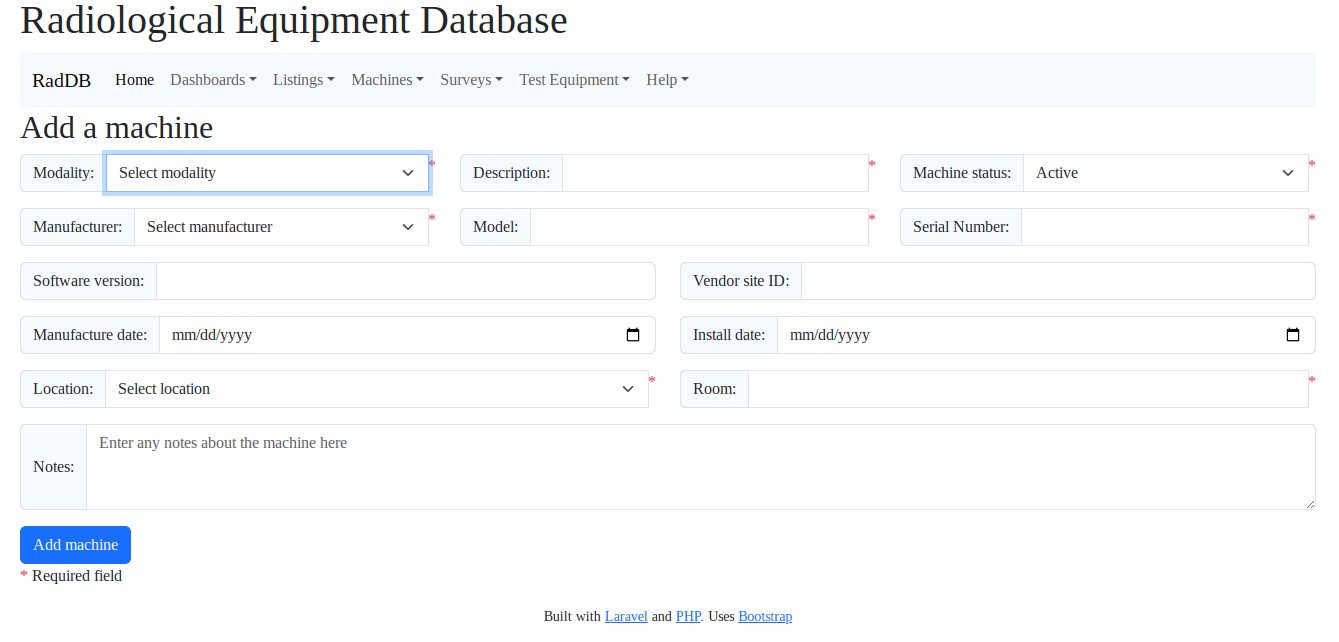 Radiological Equipment Database
RadDB Home Dashboards Listings Machines Surveys Test Equipment Help
Add a machine
Modality: Select modality * Description: * Machine status: Active *
Manufacturer: Select manufacturer * Model: * Serial Number: *
Software version: Vendor site ID:
Manufacture date: mm/dd/yyyy Install date: mm/dd/yyyy
Location: Select location * Room: *
Enter any notes about the machine here
Notes:
Add machine
* Required field
Built with Laravel and PHP. Uses Bootstrap